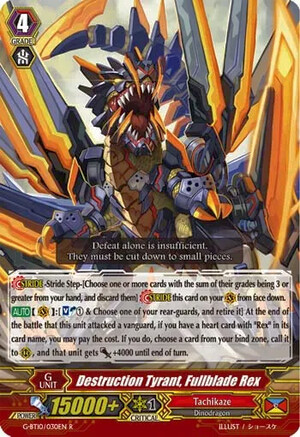 4
GRADE
Defeat alone is insufficient.
They must be cut down to small pieces.
STRIDE -Stride Step-[Choose one or more cards with the sum of their grades being 3 or
greater from your hand, and discard them] STRIDE this card on your (V) from face down.
AUTO (V) 1: & Choose one of your rear-guards, and retire it] At the end of
the battle that this unit attacked a vanguard, if you have a heart card with "Rex" in its card
name, you may pay the cost. If you do, choose a card from your bind zone, call it to
, and that unit gets +4000 until end of turn.
G
UNIT
Destruction Tyrant, Fullblade Rex
POWER
15000+
1
CRITICAL
Tachikaze
Dinodragon
G-BT10/030EN R
ILLUST / ショースケ